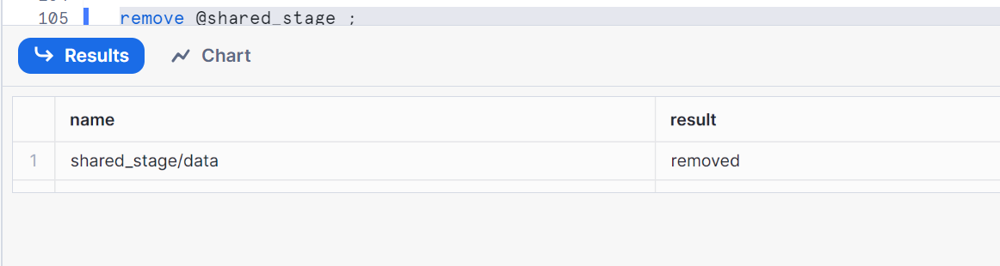 105 remove @shared_stage ;
Results Chart
name result
1 shared_stage/data removed